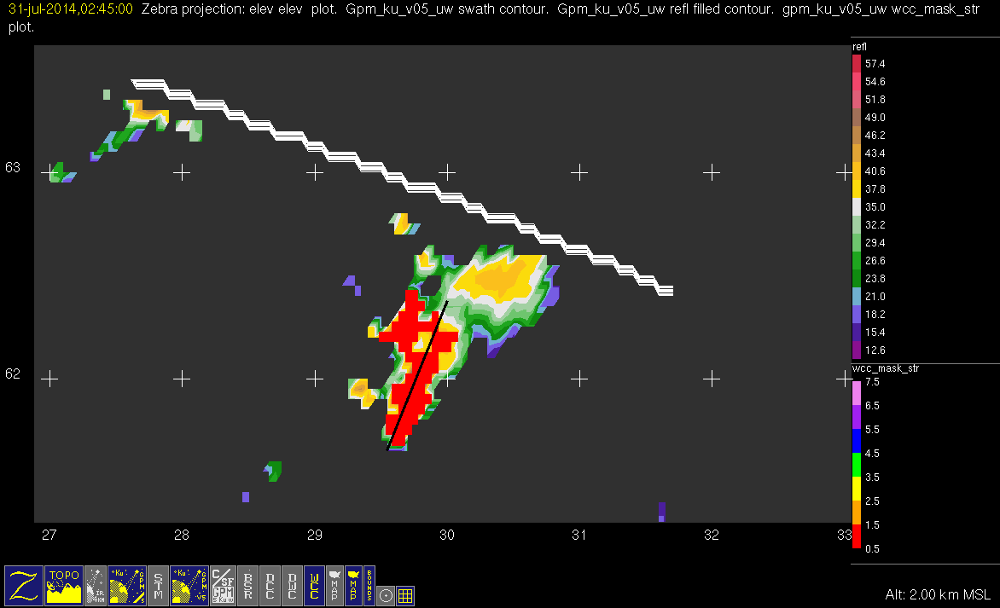 31-jul-2014,02:45:00 Zebra projection: elev elev plot. Gpm_ku_v05_uw swath contour. Gpm_ku_v05_uw refl filled contour. gpm_ku_v05_uw wcc_mask_str
plot.
refl
57.4
54.6
51.8
49.0
46.2
43.4
40.6
37.8
35.0
32.2
29.4
26.6
23.8
21.0
18.2
15.4
12.6
wcc_mask_str
7.5
6.5
5.5
4.5
3.5
2.5
1.5
0.5
63
62
27 28 29 30 31 32 33
Z
TOPO
IR 4KM
"Ku" GPM
STM
"Ku" GPM V5
C/SF GPM
BSR
DCC
DWC
WCC
MAP
MAP
BOUNDS
Alt: 2.00 km MSL